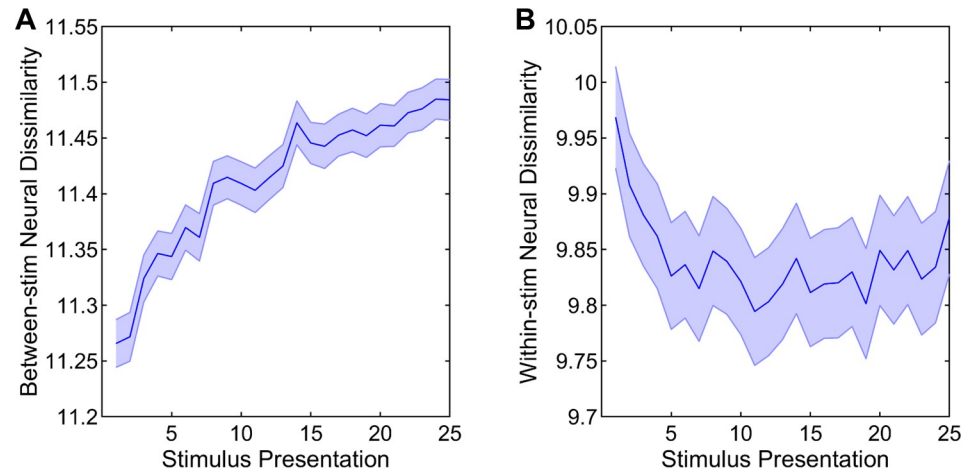 A
Between-stim Neural Dissimilarity
11.55
11.5
11.45
11.4
11.35
11.3
11.25
11.2
5 10 15 20 25
Stimulus Presentation
B
Within-stim Neural Dissimilarity
10.05
10
9.95
9.9
9.85
9.8
9.75
9.7
5 10 15 20 25
Stimulus Presentation